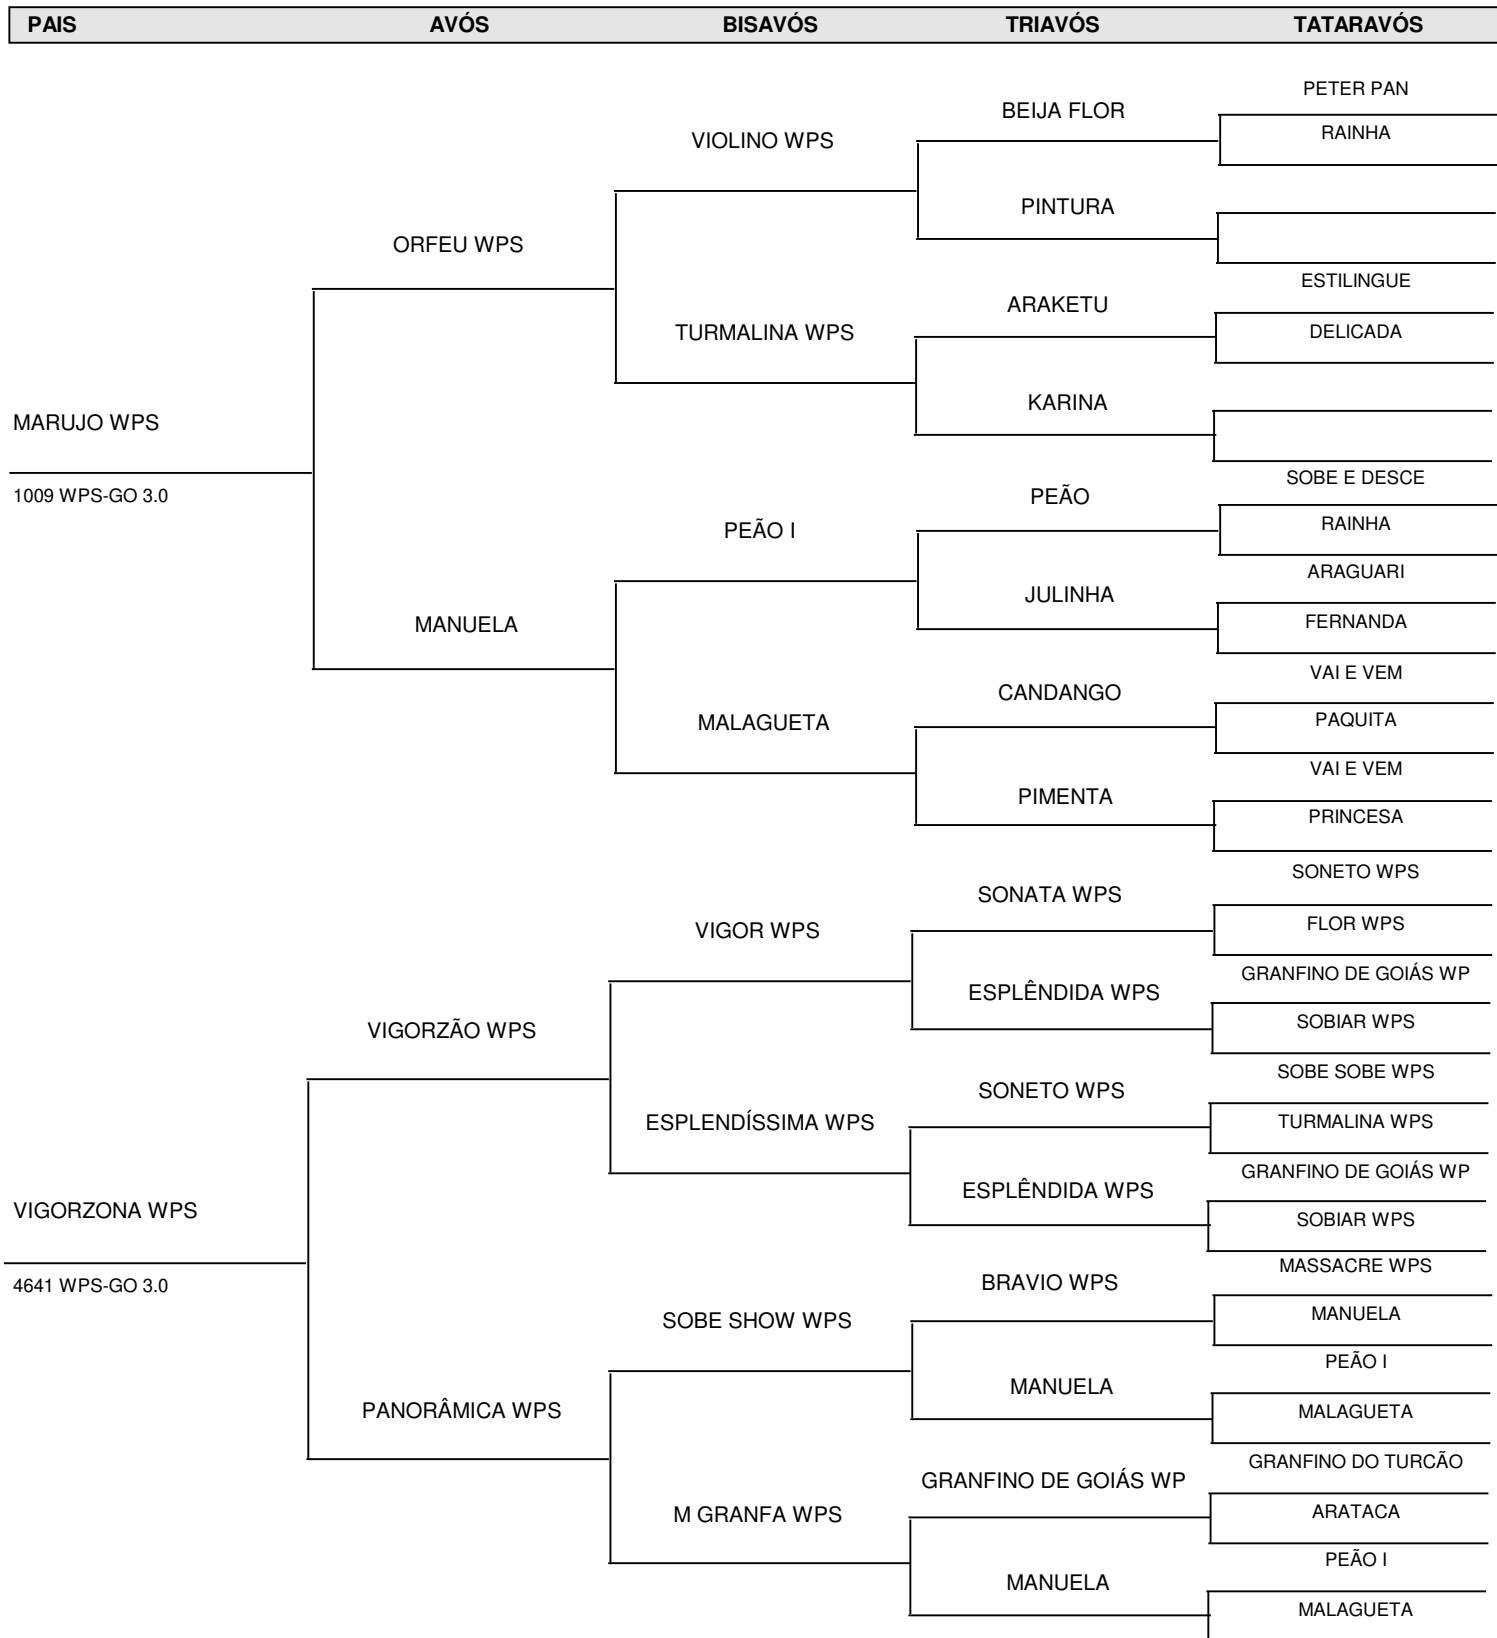 PAIS AVÓS BISAVÓS TRIAVÓS TATARAVÓS
PETER PAN
BEIJA FLOR
RAINHA
VIOLINO WPS
PINTURA
ORFEU WPS
ESTILINGUE
ARAKETU
DELICADA
TURMALINA WPS
KARINA
MARUJO WPS
SOBE E DESCE
1009 WPS-GO 3.0
PEÃO
RAINHA
PEÃO I
ARAGUARI
JULINHA
FERNANDA
MANUELA
VAI E VEM
CANDANGO
PAQUITA
MALAGUETA
VAI E VEM
PIMENTA
PRINCESA
SONETO WPS
SONATA WPS
FLOR WPS
VIGOR WPS
GRANFINO DE GOIÁS WP
ESPLÊNDIDA WPS
SOBIAR WPS
VIGORZÃO WPS
SOBE SOBE WPS
SONETO WPS
TURMALINA WPS
ESPLENDÍSSIMA WPS
GRANFINO DE GOIÁS WP
ESPLÊNDIDA WPS
VIGORZONA WPS
SOBIAR WPS
MASSACRE WPS
4641 WPS-GO 3.0
BRAVIO WPS
MANUELA
SOBE SHOW WPS
PEÃO I
MANUELA
PANORÂMICA WPS
MALAGUETA
GRANFINO DO TURCÃO
GRANFINO DE GOIÁS WP
ARATACA
M GRANFA WPS
PEÃO I
MANUELA
MALAGUETA